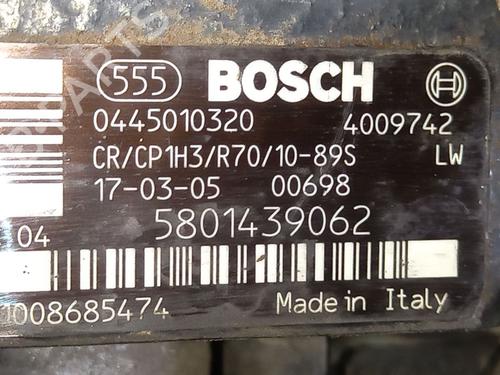 555 BOSCH
0445010320 4009742
CR/CP1H3/R70/10-89S LW
17-03-05 00698
04 5801439062
1008685474 Made in Italy